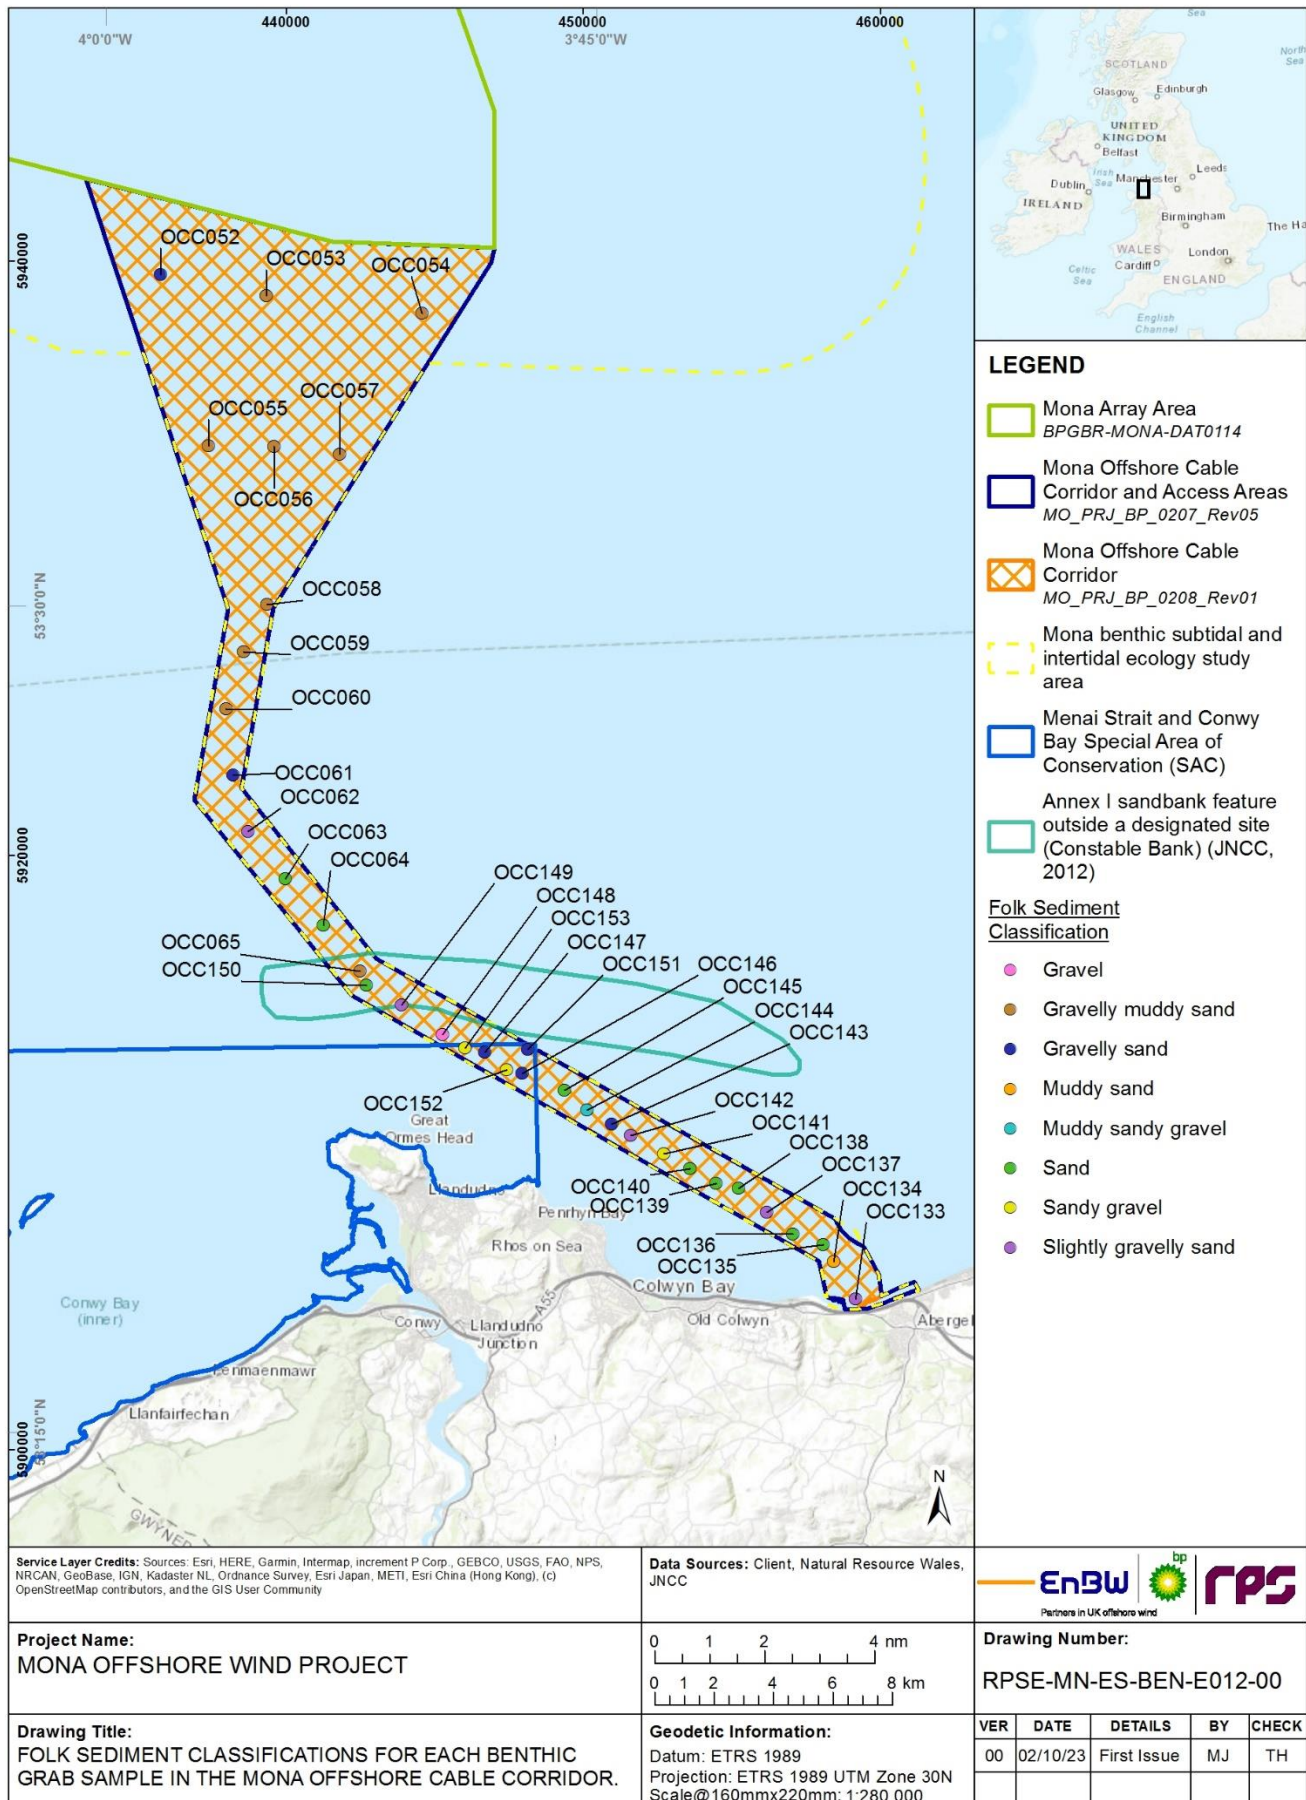 440000
450000
460000
4°0'0"W
3°45'0"W
5940000
53°30'0"N
5920000
5900000
53°15'0"N
OCC052
OCC053
OCC054
OCC057
OCC055
OCC056
OCC058
OCC059
OCC060
OCC061
OCC062
OCC063
OCC064
OCC149
OCC148
OCC153
OCC147
OCC065
OCC151
OCC146
OCC150
OCC145
OCC144
OCC143
OCC152
OCC142
OCC141
OCC138
OCC137
OCC140
OCC134
OCC139
OCC133
OCC136
OCC135
Great
Ormes Head
Llandudno
Penrhyn Bay
Rhos on Sea
Colwyn Bay
Conwy Bay
(inner)
A55
Conwy
Llandudno
Junction
Old Colwyn
Abergel
Penmaenmawr
Llanfairfechan
GWYNED
N
Sea
North
Sea
SCOTLAND
Glasgow
Edinburgh
UNITED
KINGDOM
Belfast
Irish
Sea
Manchester
Leeds
Dublin
IRELAND
Birmingham
The Ha
WALES
London
Cardiff
Celtic
Sea
ENGLAND
English
Channel
LEGEND
Mona Array Area
BPGBR-MONA-DAT0114
Mona Offshore Cable
Corridor and Access Areas
MO_PRJ_BP_0207_Rev05
Mona Offshore Cable
Corridor
MO_PRJ_BP_0208_Rev01
Mona benthic subtidal and
intertidal ecology study
area
Menai Strait and Conwy
Bay Special Area of
Conservation (SAC)
Annex I sandbank feature
outside a designated site
(Constable Bank) (JNCC,
2012)
Folk Sediment
Classification
Gravel
Gravelly muddy sand
Gravelly sand
Muddy sand
Muddy sandy gravel
Sand
Sandy gravel
Slightly gravelly sand
Service Layer Credits: Sources: Esri, HERE, Garmin, Intermap, increment P Corp., GEBCO, USGS, FAO, NPS,
NRCAN, GeoBase, IGN, Kadaster NL, Ordnance Survey, Esri Japan, METI, Esri China (Hong Kong), (c)
OpenStreetMap contributors, and the GIS User Community
Data Sources: Client, Natural Resource Wales,
JNCC
EnBW
bp
rps
Partners in UK offshore wind
Project Name:
MONA OFFSHORE WIND PROJECT
0 1 2 4 nm
0 1 2 4 6 8 km
Drawing Number:
RPSE-MN-ES-BEN-E012-00
Drawing Title:
FOLK SEDIMENT CLASSIFICATIONS FOR EACH BENTHIC
GRAB SAMPLE IN THE MONA OFFSHORE CABLE CORRIDOR.
Geodetic Information:
Datum: ETRS 1989
Projection: ETRS 1989 UTM Zone 30N
Scale@160mmx220mm: 1:280 000
VER DATE DETAILS BY CHECK
00 02/10/23 First Issue MJ TH